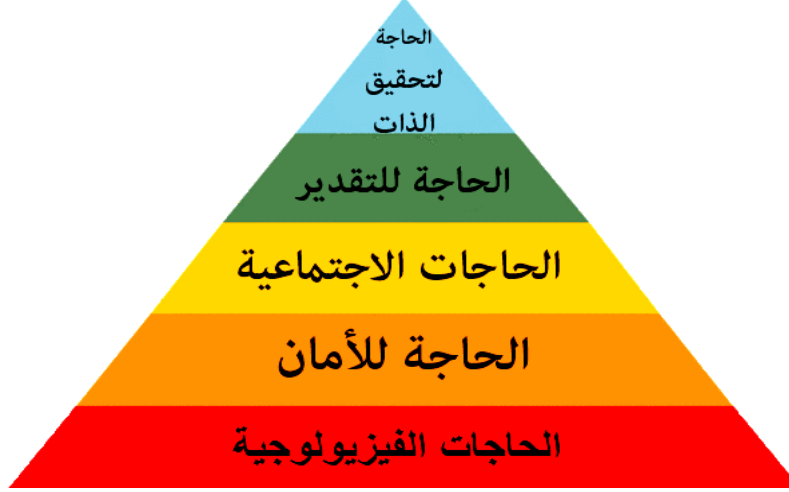 الحاجة
لتحقيق
الذات
الحاجة للتقدير
الحاجات الاجتماعية
الحاجة للأمان
الحاجات الفيزيولوجية